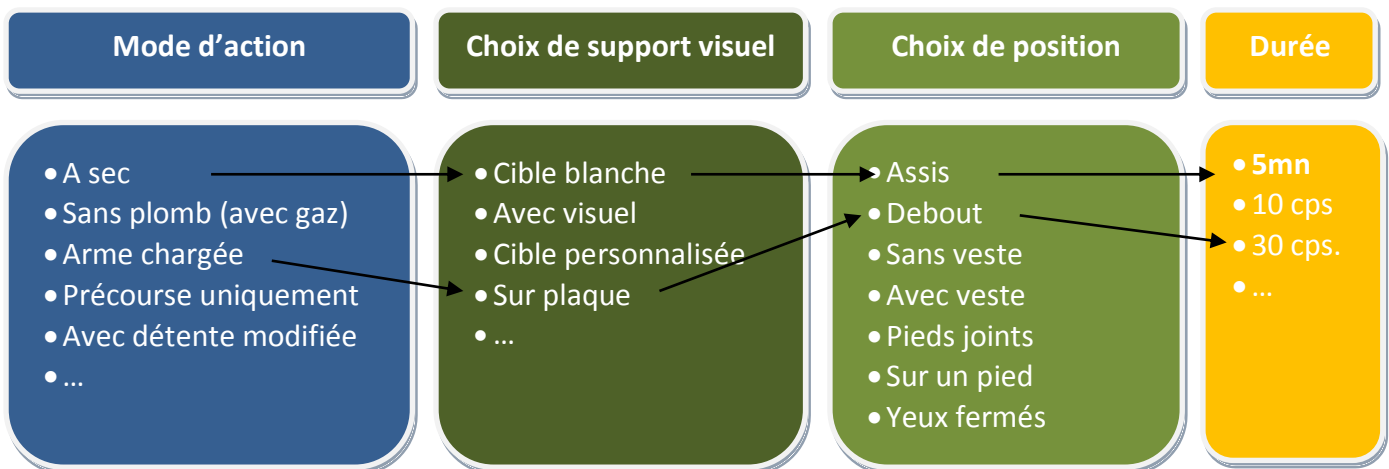 Mode d’action
Choix de support visuel
Choix de position
Durée
• A sec
• Sans plomb (avec gaz)
• Arme chargée
• Précourse uniquement
• Avec détente modifiée
• …
• Cible blanche
• Avec visuel
• Cible personnalisée
• Sur plaque
• …
• Assis
• Debout
• Sans veste
• Avec veste
• Pieds joints
• Sur un pied
• Yeux fermés
• 5mn
• 10 cps
• 30 cps.
• …